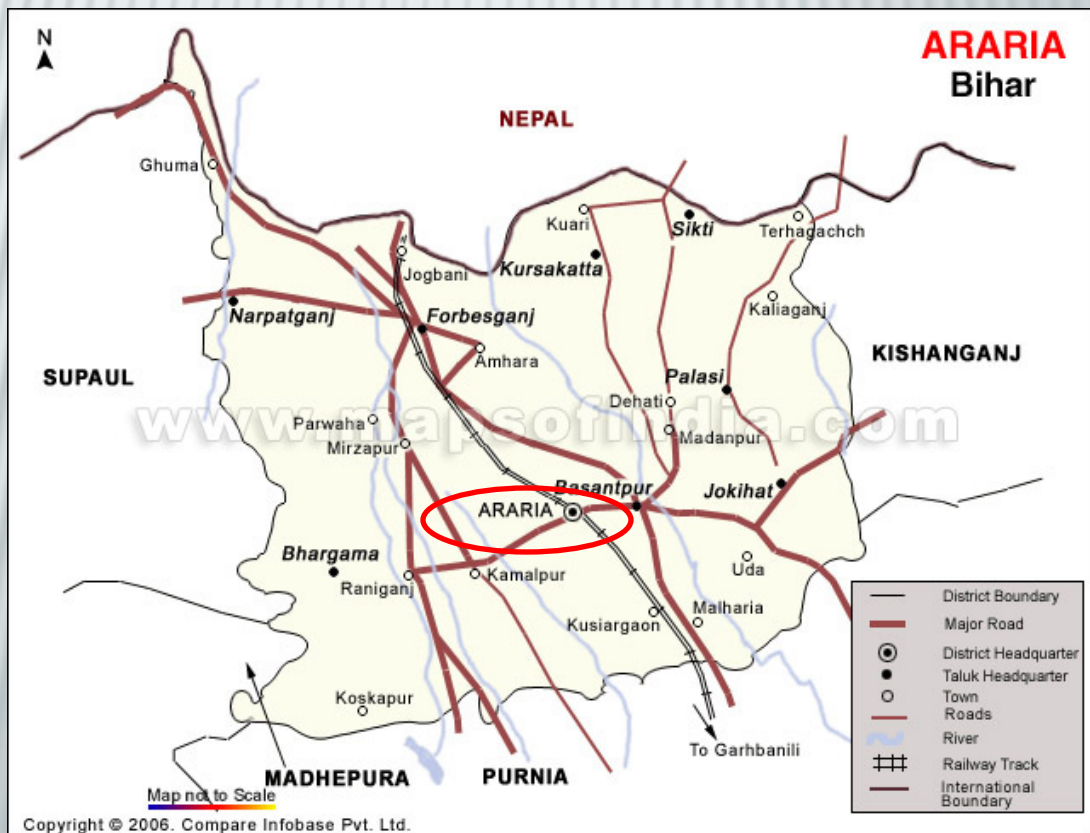 N
ARARIA
Bihar
NEPAL
Ghuma
Kuari
Sikti
Terhagachch
Jogbani
Kursakatta
Narpatganj
Forbesganj
Kaliaganj
Amhara
KISHANGANJ
SUPAUL
Palasi
Dehati
www.mapsofindia.com
Parwaha
Madanpur
Mirzapur
Basantpur
Jokihat
ARARIA
Bhargama
Raniganj
Kamalpur
Uda
Kusiargaon
Malharia
Koskapur
To Garhbanili
MADHEPURA
PURNIA
District Boundary
Major Road
District Headquarter
Taluk Headquarter
Town
Roads
River
Railway Track
International
Boundary
Map not to Scale
Copyright © 2006. Compare Infobase Pvt. Ltd.